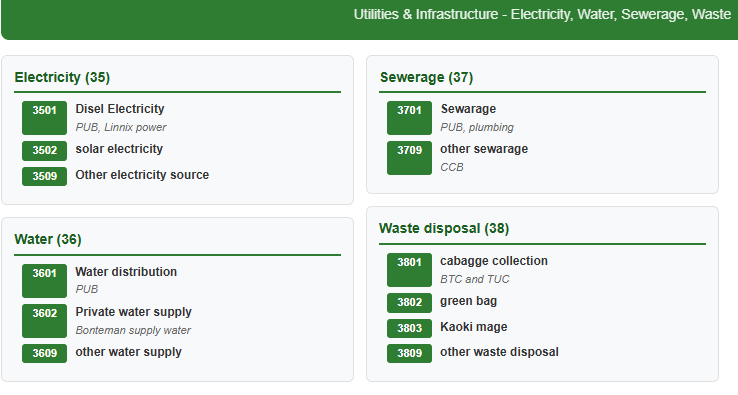 Utilities & Infrastructure - Electricity, Water, Sewerage, Waste
Electricity (35)
3501 Disel Electricity
PUB, Linnix power
3502 solar electricity
3509 Other electricity source
Water (36)
3601 Water distribution
PUB
3602 Private water supply
Bonteman supply water
3609 other water supply
Sewerage (37)
3701 Sewarage
PUB, plumbing
3709 other sewarage
CCB
Waste disposal (38)
3801 cabagge collection
BTC and TUC
3802 green bag
3803 Kaoki mage
3809 other waste disposal